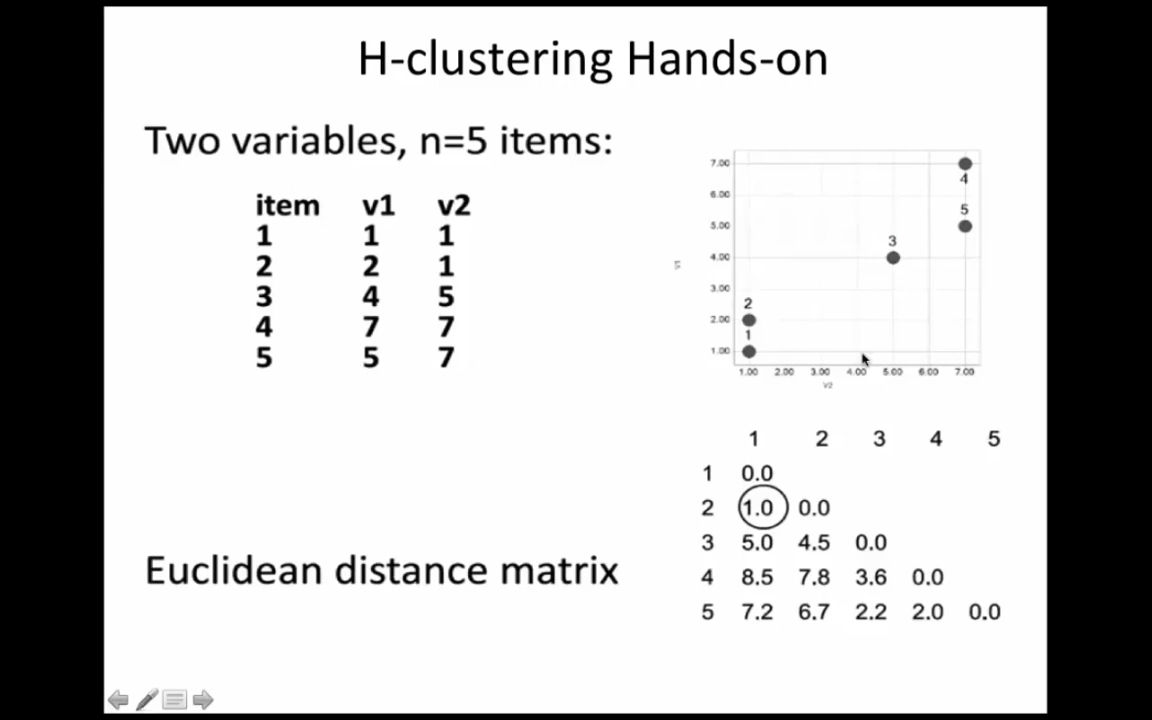 H-clustering Hands-on
Two variables, n=5 items:
item v1 v2
1 1 1
2 2 1
3 4 5
4 7 7
5 5 7
7.00
6.00
5.00
4.00
3.00
2.00
1.00
V1
4
5
3
2
1
1.00 2.00 3.00 4.00 5.00 6.00 7.00
V2
1 2 3 4 5
1 0.0
2 1.0 0.0
3 5.0 4.5 0.0
4 8.5 7.8 3.6 0.0
5 7.2 6.7 2.2 2.0 0.0
Euclidean distance matrix